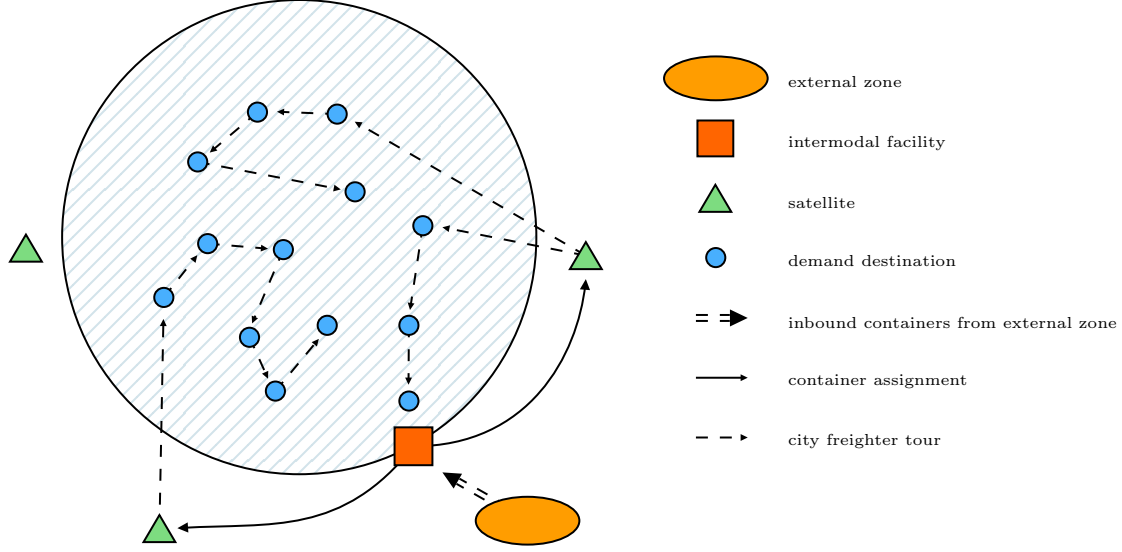 external zone
intermodal facility
satellite
demand destination
inbound containers from external zone
container assignment
city freighter tour